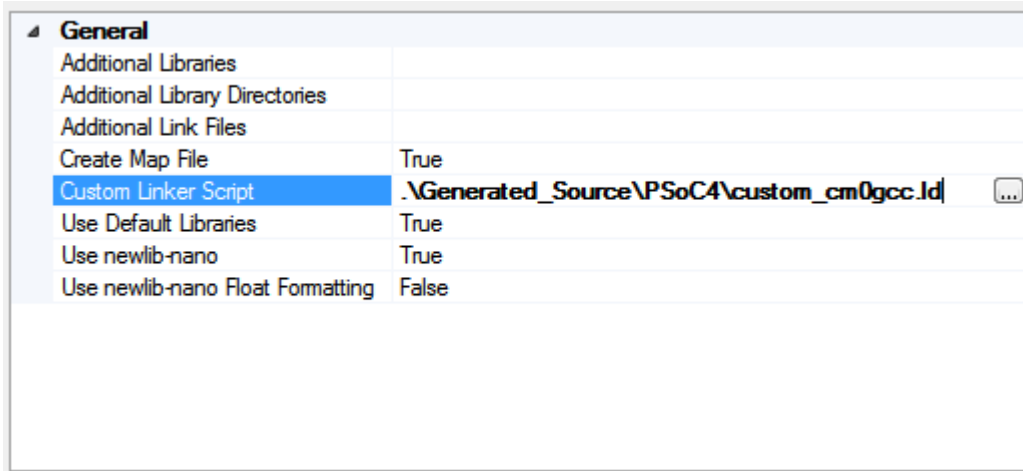 General
Additional Libraries
Additional Library Directories
Additional Link Files
Create Map File True
Custom Linker Script .\Generated_Source\PSoC4\custom_cm0gcc.ld ...
Use Default Libraries True
Use newlib-nano True
Use newlib-nano Float Formatting False